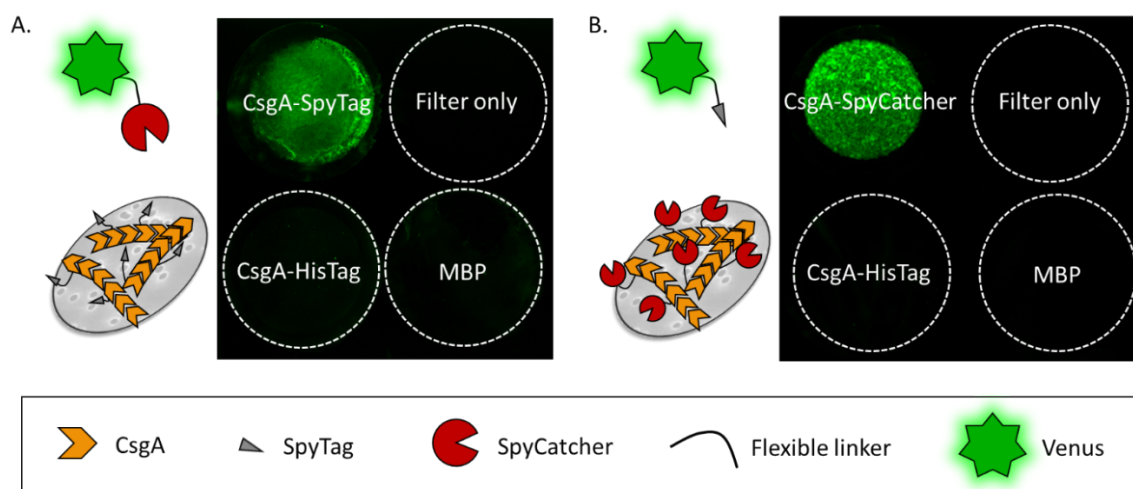 A.
CsgA-SpyTag
Filter only
CsgA-HisTag
MBP
B.
CsgA-SpyCatcher
Filter only
CsgA-HisTag
MBP
CsgA
SpyTag
SpyCatcher
Flexible linker
Venus